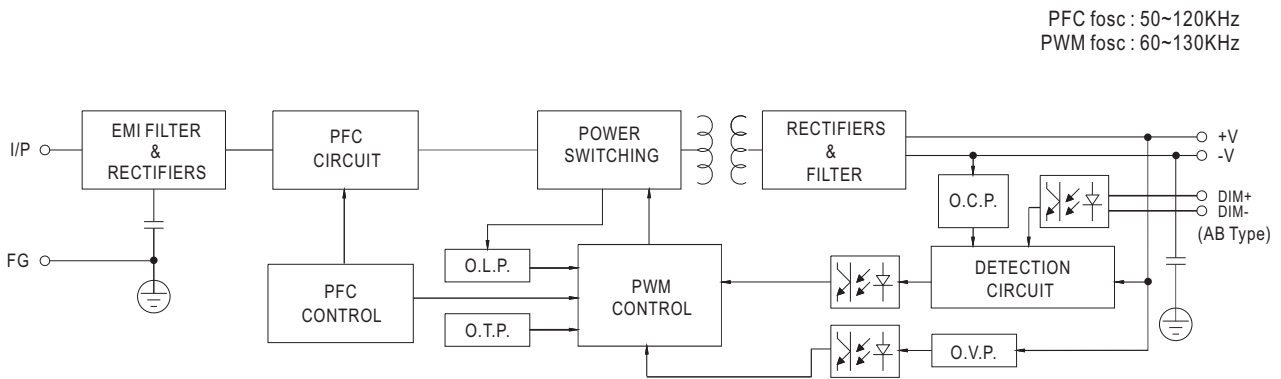 PFC fosc : 50~120KHz
PWM fosc : 60~130KHz
I/P
EMI FILTER
&
RECTIFIERS
PFC
CIRCUIT
POWER
SWITCHING
RECTIFIERS
&
FILTER
+V
-V
O.C.P.
DIM+
DIM-
(AB Type)
FG
O.L.P.
PFC
CONTROL
PWM
CONTROL
DETECTION
CIRCUIT
O.T.P.
O.V.P.